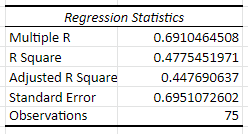 Regression Statistics
Multiple R 0.6910464508
R Square 0.4775451971
Adjusted R Square 0.447690637
Standard Error 0.6951072602
Observations 75